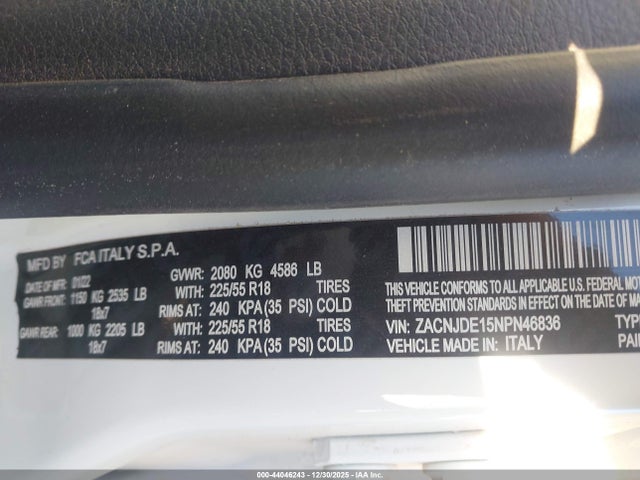 MFD BY FCA ITALY S.P.A.
DATE OF MFR 01/22 GVWR: 2080 KG 4586 LB
GAWR FRONT: 1150 KG 2535 LB WITH: 225/55 R18 TIRES
18x7 RIMS AT: 240 KPA (35 PSI) COLD
GAWR REAR: 1000 KG 2205 LB WITH: 225/55 R18 TIRES
18x7 RIMS AT: 240 KPA (35 PSI) COLD
THIS VEHICLE CONFORMS TO ALL APPLICABLE U.S. FEDERAL
THEFT PREVENTION STANDARDS IN EFFECT ON THE DATE OF
VIN: ZACNJDE15NPN46836 TYP
VEHICLE MADE IN: ITALY PAI
000-44046243 - 12/30/2025 - IAA Inc.